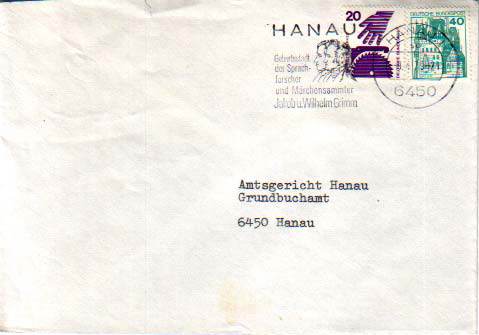 HANAU
Geburtsstadt
der Sprach-
forscher
und Märchensammler
Jakob u. Wilhelm Grimm
20
DEUTSCHE BUNDESPOST
40
HANAU
6450
Amtsgericht Hanau
Grundbuchamt
6450 Hanau